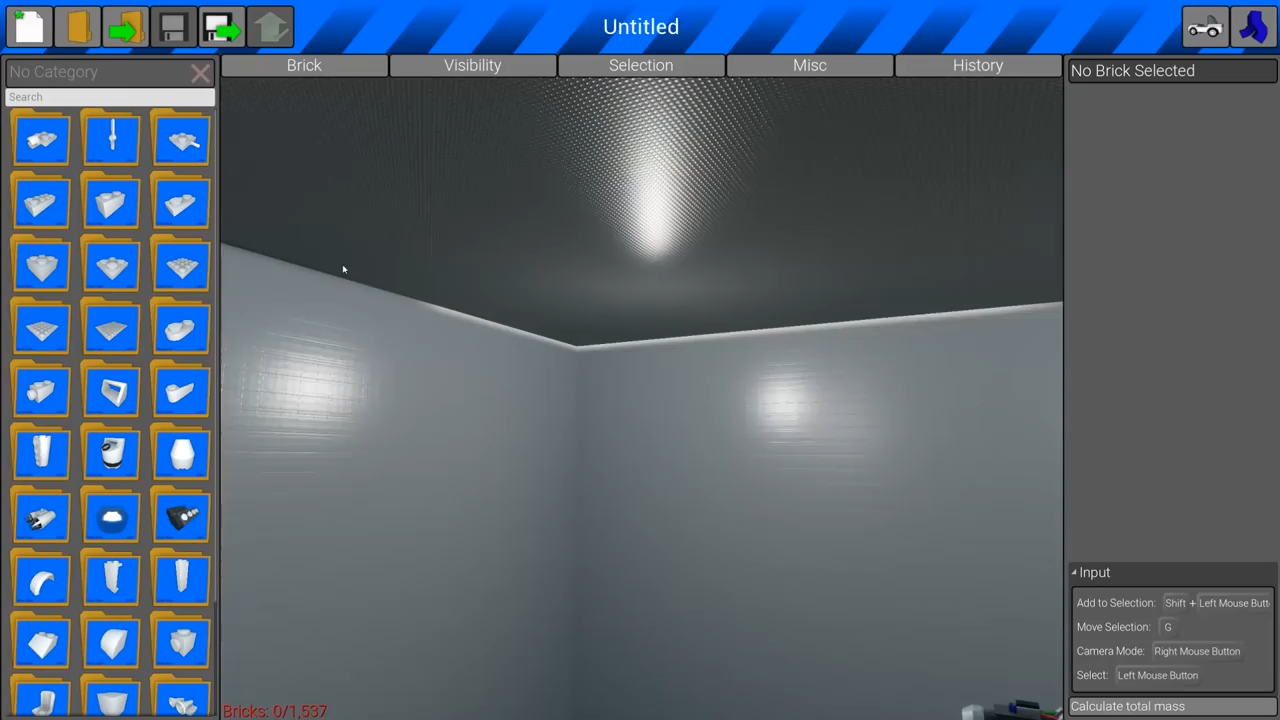 Untitled
No Category
Search
Brick
Visibility
Selection
Misc
History
No Brick Selected
Input
Add to Selection: Shift + Left Mouse Butt
Move Selection: G
Camera Mode: Right Mouse Button
Select: Left Mouse Button
Calculate total mass
Bricks: 0/1,537